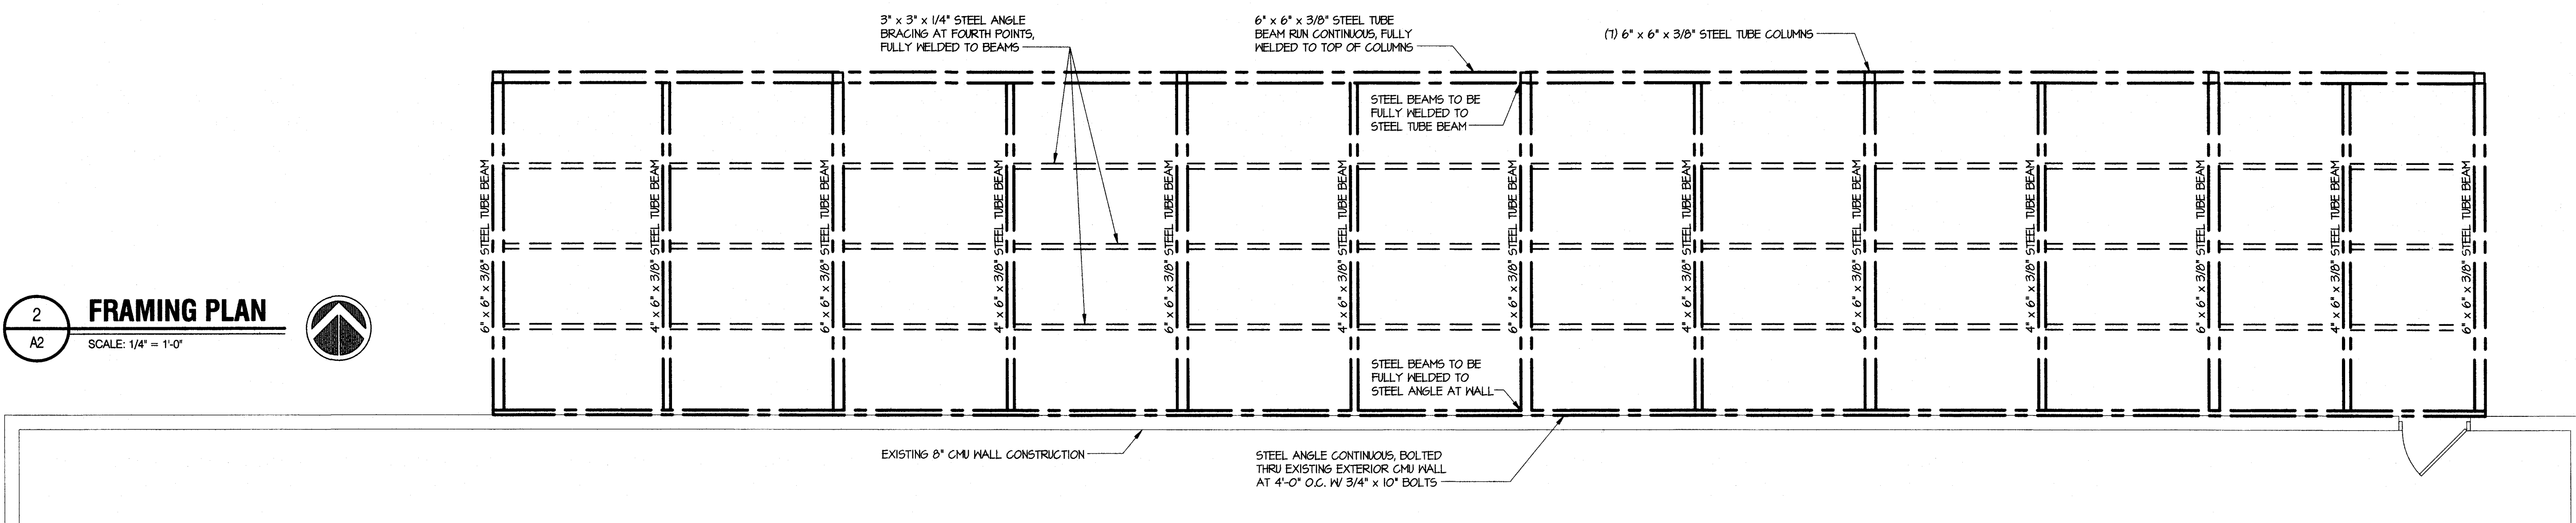 3" x 3" x 1/4" STEEL ANGLE
BRACING AT FOURTH POINTS,
FULLY WELDED TO BEAMS
6" x 6" x 3/8" STEEL TUBE
BEAM RUN CONTINUOUS, FULLY
WELDED TO TOP OF COLUMNS
(7) 6" x 6" x 3/8" STEEL TUBE COLUMNS
STEEL BEAMS TO BE
FULLY WELDED TO
STEEL TUBE BEAM
6" x 6" x 3/8" STEEL TUBE BEAM
4" x 6" x 3/8" STEEL TUBE BEAM
6" x 6" x 3/8" STEEL TUBE BEAM
4" x 6" x 3/8" STEEL TUBE BEAM
6" x 6" x 3/8" STEEL TUBE BEAM
4" x 6" x 3/8" STEEL TUBE BEAM
6" x 6" x 3/8" STEEL TUBE BEAM
4" x 6" x 3/8" STEEL TUBE BEAM
6" x 6" x 3/8" STEEL TUBE BEAM
4" x 6" x 3/8" STEEL TUBE BEAM
6" x 6" x 3/8" STEEL TUBE BEAM
4" x 6" x 3/8" STEEL TUBE BEAM
6" x 6" x 3/8" STEEL TUBE BEAM
2
A2
FRAMING PLAN
SCALE: 1/4" = 1'-0"
STEEL BEAMS TO BE
FULLY WELDED TO
STEEL ANGLE AT WALL
EXISTING 8" CMU WALL CONSTRUCTION
STEEL ANGLE CONTINUOUS, BOLTED
THRU EXISTING EXTERIOR CMU WALL
AT 4'-0" O.C. W/ 3/4" x 10" BOLTS